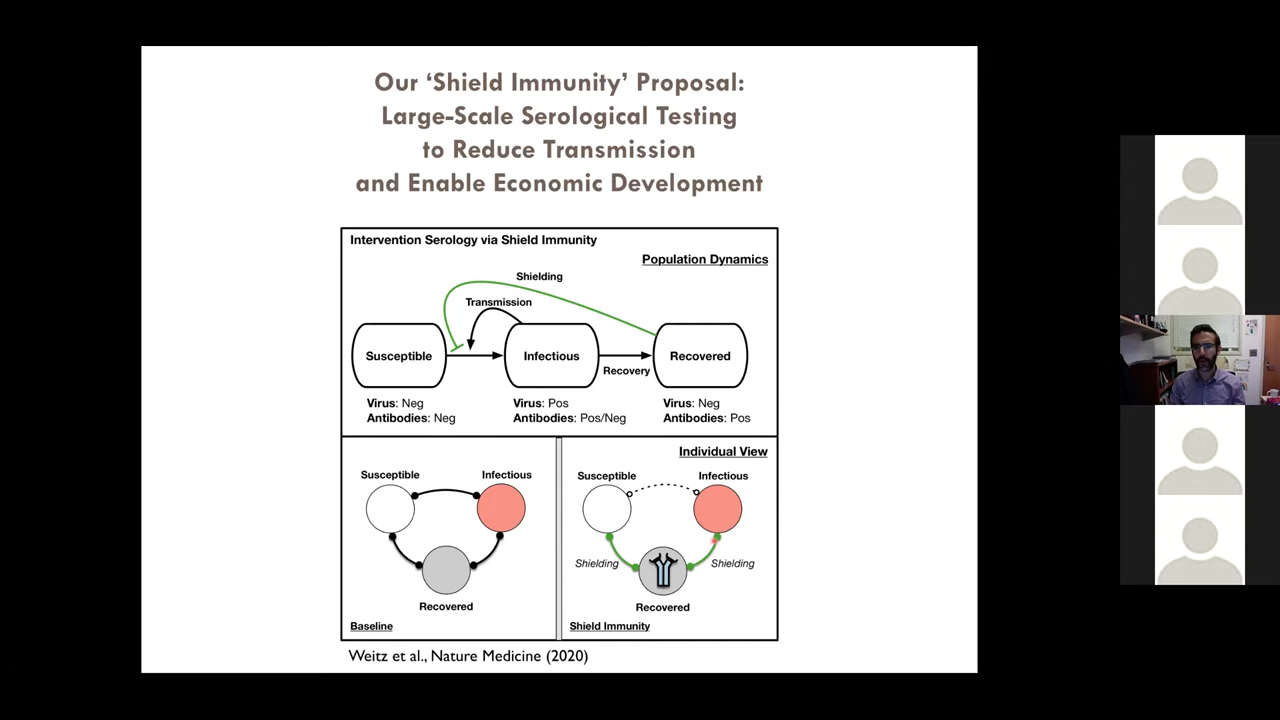 Our ‘Shield Immunity’ Proposal:
Large-Scale Serological Testing
to Reduce Transmission
and Enable Economic Development
Intervention Serology via Shield Immunity
Population Dynamics
Shielding
Transmission
Susceptible
Infectious
Recovered
Recovery
Virus: Neg
Antibodies: Neg
Virus: Pos
Antibodies: Pos/Neg
Virus: Neg
Antibodies: Pos
Susceptible
Infectious
Recovered
Baseline
Individual View
Susceptible
Infectious
Shielding
Shielding
Recovered
Shield Immunity
Weitz et al., Nature Medicine (2020)